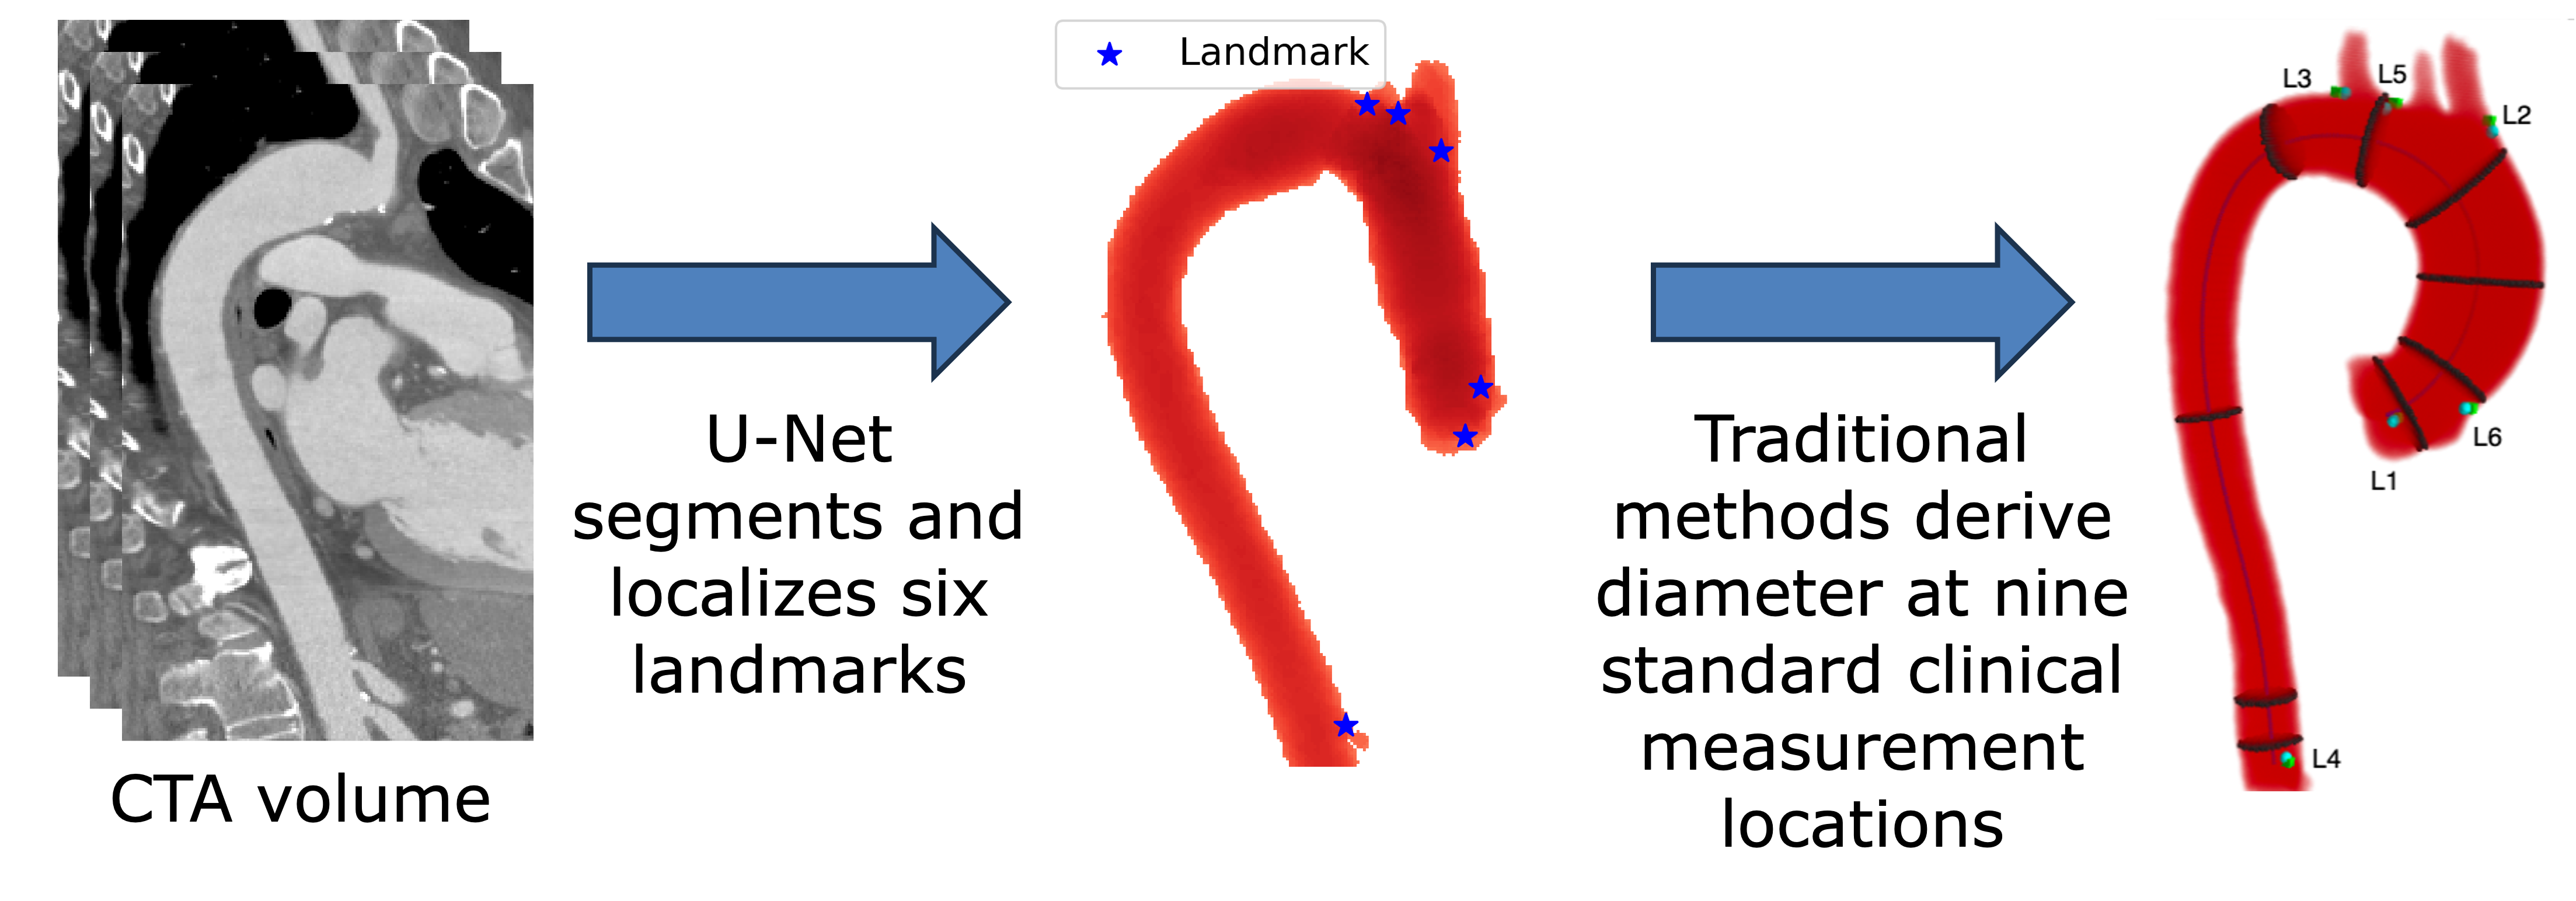 CTA volume
U-Net
segments and
localizes six
landmarks
Landmark
Traditional
methods derive
diameter at nine
standard clinical
measurement
locations
L3
L5
L2
L6
L1
L4